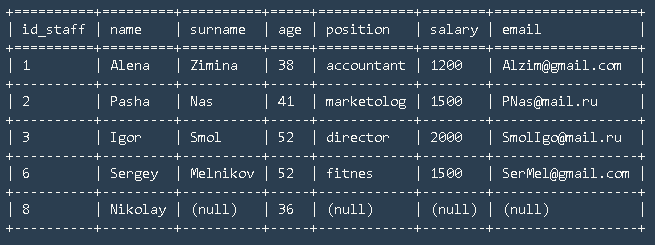 | id_staff | name | surname | age | position | salary | email |
| 1 | Alena | Zimina | 38 | accountant | 1200 | Alzim@gmail.com |
| 2 | Pasha | Nas | 41 | marketolog | 1500 | PNas@mail.ru |
| 3 | Igor | Smol | 52 | director | 2000 | SmolIgo@mail.ru |
| 6 | Sergey | Melnikov | 52 | fitnes | 1500 | SerMel@gmail.com |
| 8 | Nikolay | (null) | 36 | (null) | (null) | (null) |